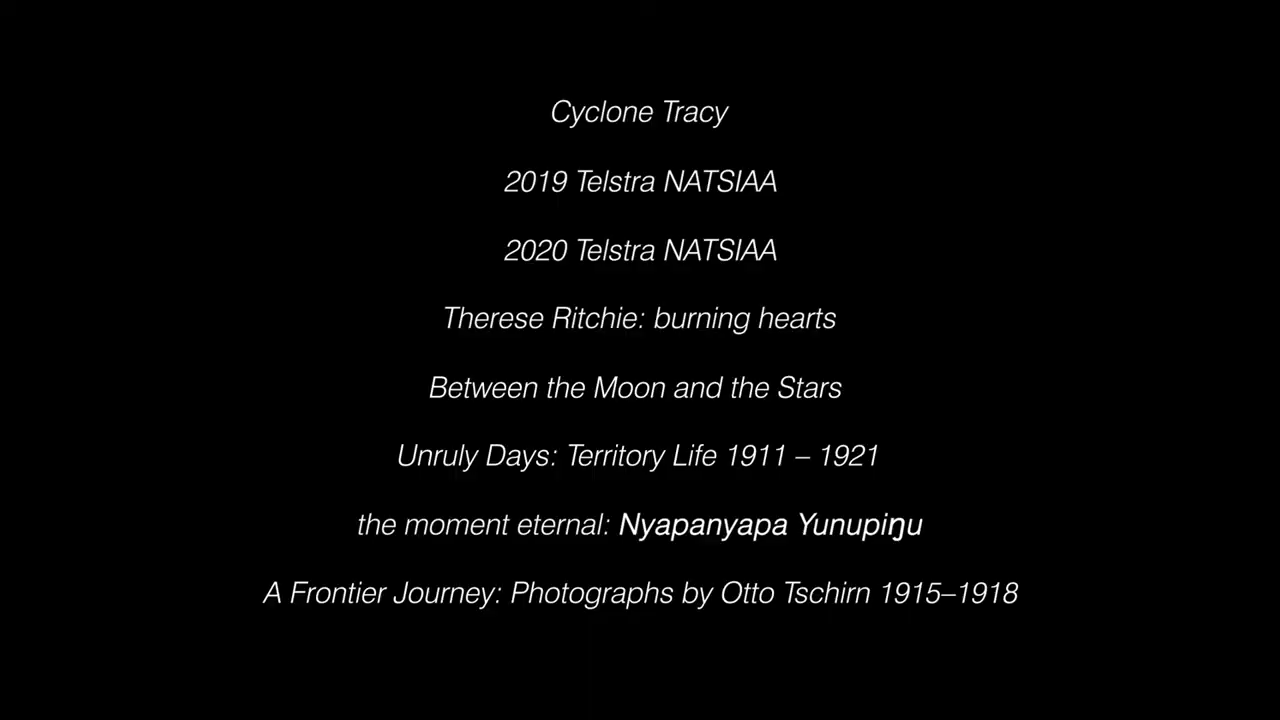 Cyclone Tracy
2019 Telstra NATSIAA
2020 Telstra NATSIAA
Therese Ritchie: burning hearts
Between the Moon and the Stars
Unruly Days: Territory Life 1911 – 1921
the moment eternal: Nyapanyapa Yunupiŋu
A Frontier Journey: Photographs by Otto Tschirn 1915–1918